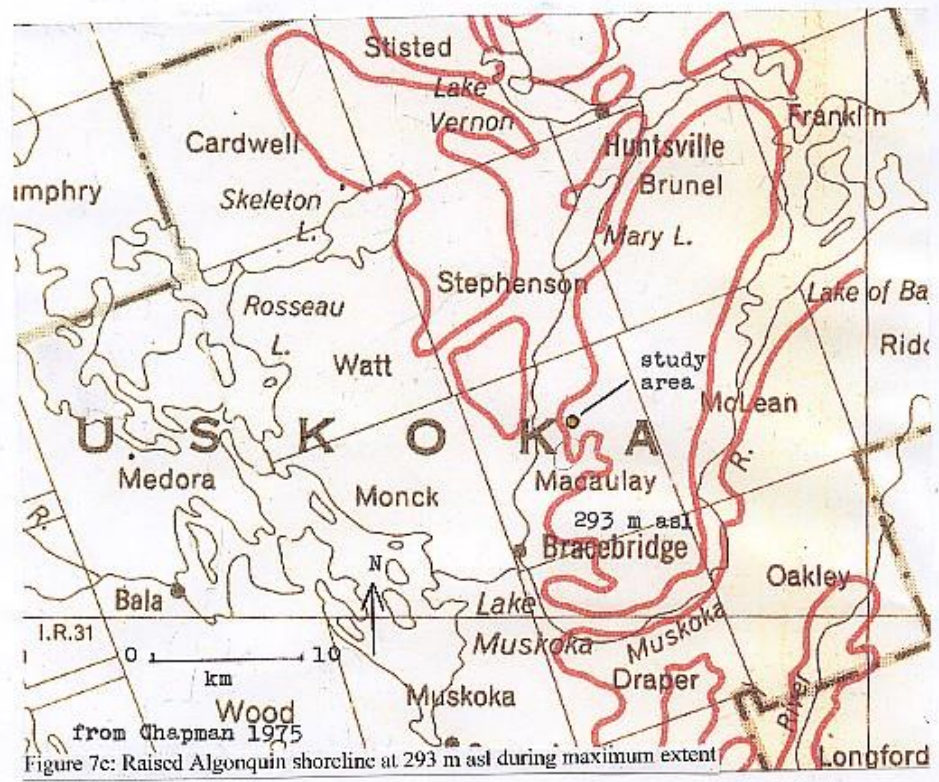 Stisted
Lake
Vernon
Cardwell
Huntsville
Franklin
umphry
Skeleton
L.
Brunel
Mary L.
Stephenson
Lake of Ba
Rosseau
L.
Watt
study
area
Ridd
McLean
U S K O K A
R.
Medora
Monck
Macaulay
293 m asl
R.
Bracebridge
N
Bala
Lake
Muskoka
Oakley
I.R.31
0 10
km
Muskoka
Draper
Muskoka
River
Wood
from Chapman 1975
Longford
Figure 7c: Raised Algonquin shoreline at 293 m asl during maximum extent